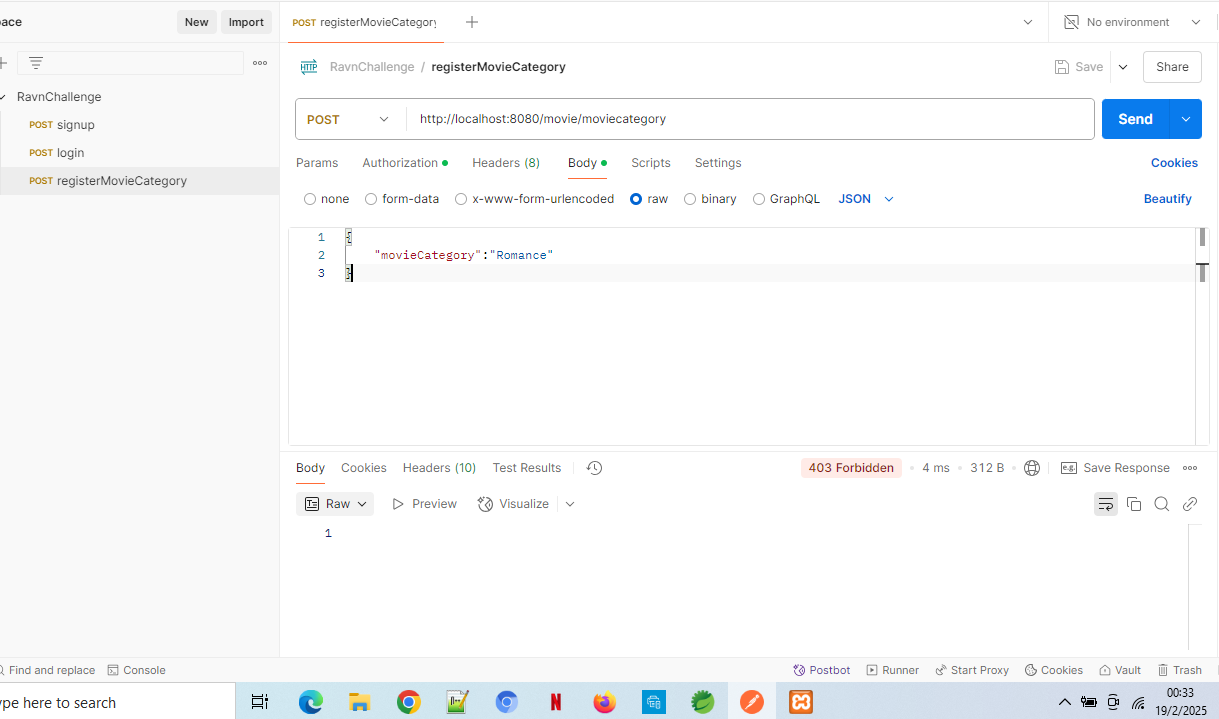 ace
New
Import
RavnChallenge
POST signup
POST login
POST registerMovieCategory
POST registerMovieCategory
No environment
HTTP
RavnChallenge / registerMovieCategory
Save
Share
POST
http://localhost:8080/movie/moviecategory
Send
Params
Authorization
Headers (8)
Body
Scripts
Settings
Cookies
none
form-data
x-www-form-urlencoded
raw
binary
GraphQL
JSON
Beautify
1 {
2 "movieCategory":"Romance"
3 }
Body
Cookies
Headers (10)
Test Results
403 Forbidden
4 ms
312 B
e.g.
Save Response
Raw
Preview
Visualize
1
Find and replace
Console
Postbot
Runner
Start Proxy
Cookies
Vault
Trash
ype here to search
00:33
19/2/2025